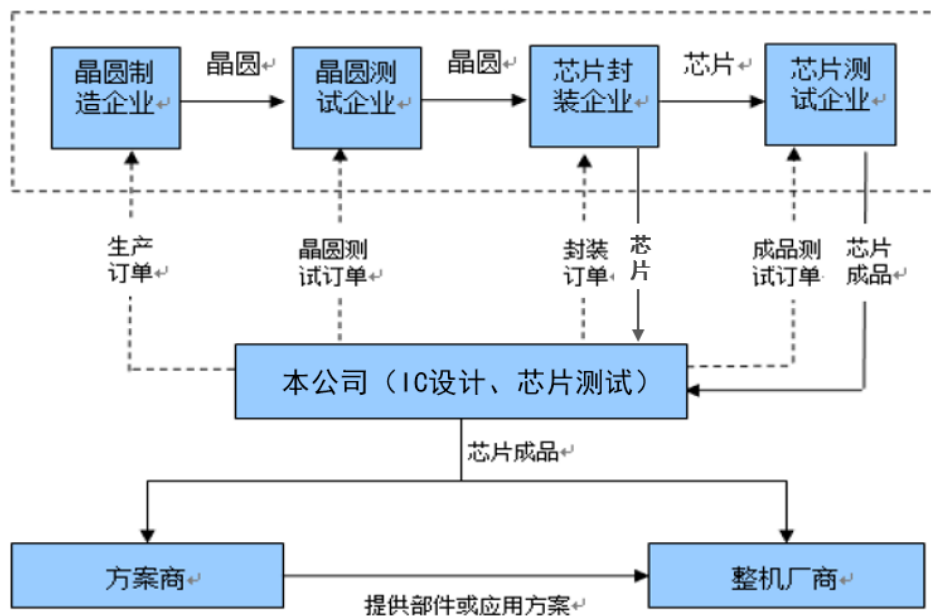 晶圆制
造企业
晶圆
晶圆测
试企业
晶圆
芯片封
装企业
芯片
芯片测
试企业
生产
订单
晶圆测
试订单
封装
订单
芯
片
成品测
试订单
芯片
成品
本公司（IC设计、芯片测试）
芯片成品
方案商
提供部件或应用方案
整机厂商